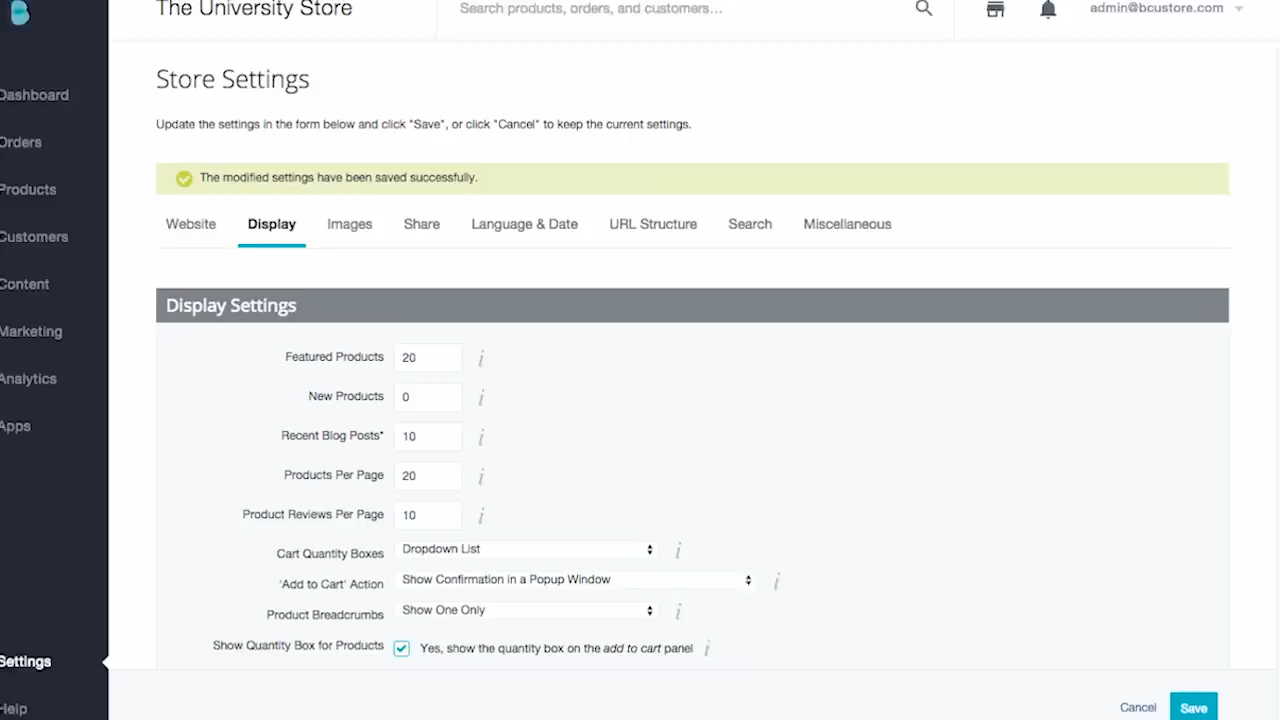 The University Store
Search products, orders, and customers...
admin@bcustore.com
Dashboard
Orders
Products
Customers
Content
Marketing
Analytics
Apps
Settings
Help
Store Settings
Update the settings in the form below and click "Save", or click "Cancel" to keep the current settings.
The modified settings have been saved successfully.
Website Display Images Share Language & Date URL Structure Search Miscellaneous
Display Settings
Featured Products 20 i
New Products 0 i
Recent Blog Posts* 10 i
Products Per Page 20 i
Product Reviews Per Page 10 i
Cart Quantity Boxes Dropdown List i
'Add to Cart' Action Show Confirmation in a Popup Window i
Product Breadcrumbs Show One Only i
Show Quantity Box for Products Yes, show the quantity box on the add to cart panel i
Cancel Save